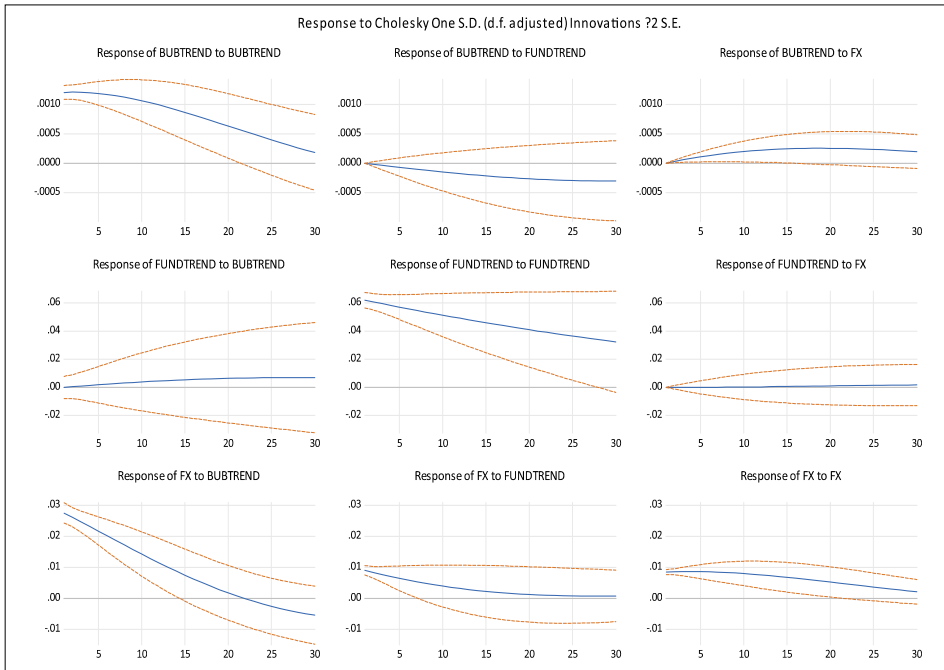 Response to Cholesky One S.D. (d.f. adjusted) Innovations ?2 S.E.
Response of BUBTREND to BUBTREND
.0010
.0005
.0000
-.0005
5 10 15 20 25 30
Response of BUBTREND to FUNDTREND
.0010
.0005
.0000
-.0005
5 10 15 20 25 30
Response of BUBTREND to FX
.0010
.0005
.0000
-.0005
5 10 15 20 25 30
Response of FUNDTREND to BUBTREND
.06
.04
.02
.00
-.02
5 10 15 20 25 30
Response of FUNDTREND to FUNDTREND
.06
.04
.02
.00
-.02
5 10 15 20 25 30
Response of FUNDTREND to FX
.06
.04
.02
.00
-.02
5 10 15 20 25 30
Response of FX to BUBTREND
.03
.02
.01
.00
-.01
5 10 15 20 25 30
Response of FX to FUNDTREND
.03
.02
.01
.00
-.01
5 10 15 20 25 30
Response of FX to FX
.03
.02
.01
.00
-.01
5 10 15 20 25 30